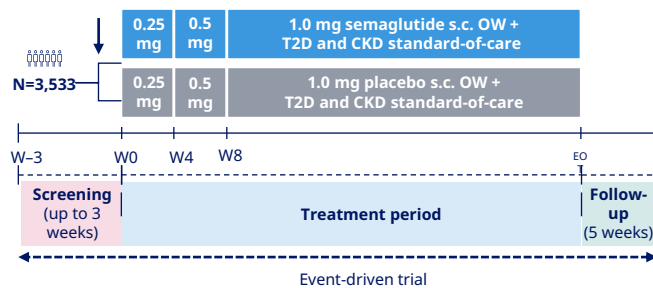 0.25
mg
0.5
mg
1.0 mg semaglutide s.c. OW +
T2D and CKD standard-of-care
N=3,533
0.25
mg
0.5
mg
1.0 mg placebo s.c. OW +
T2D and CKD standard-of-care
W–3
W0
W4
W8
EO
T
Screening
(up to 3
weeks)
Treatment period
Follow-
up
(5 weeks)
Event-driven trial